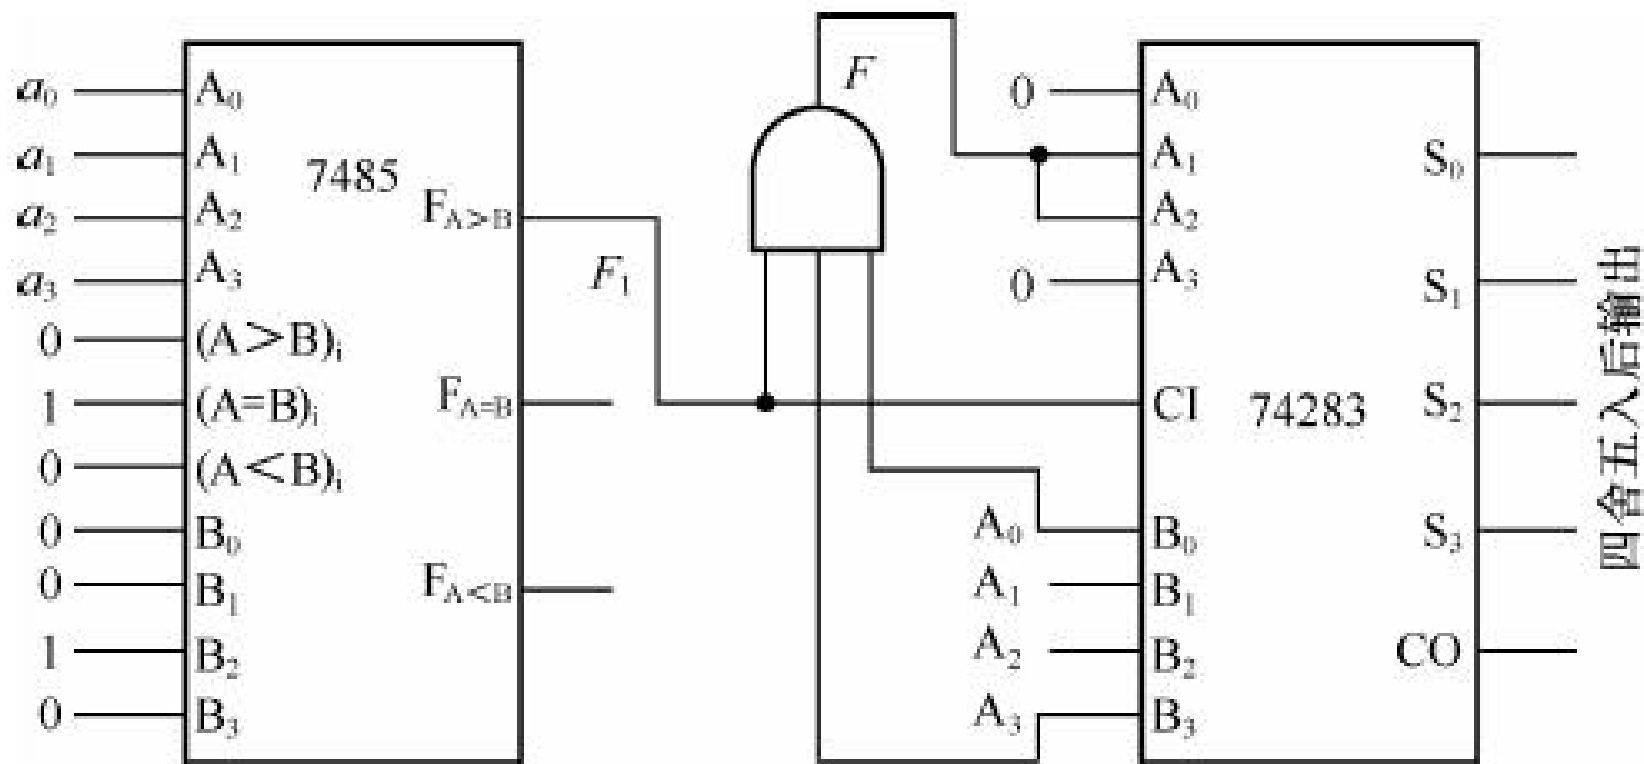 a₀
a₁
a₂
a₃
0
1
0
0
0
1
0
A₀
A₁
A₂
A₃
(A>B)ᵢ
(A=B)ᵢ
(A<B)ᵢ
B₀
B₁
B₂
B₃
7485
F_A>B
F_A=B
F_A<B
F₁
F
0
0
A₀
A₁
A₂
A₃
A₀
A₁
A₂
A₃
CI
B₀
B₁
B₂
B₃
74283
S₀
S₁
S₂
S₃
CO
四舍五入后输出